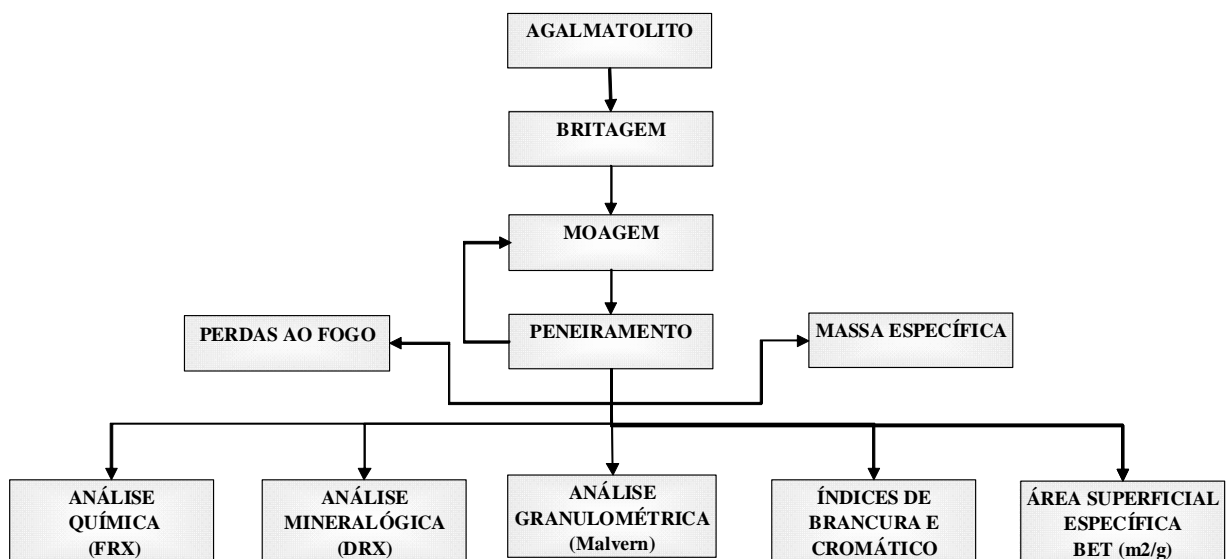 AGALMATOLITO
BRITAGEM
MOAGEM
PENEIRAMENTO
PERDAS AO FOGO
MASSA ESPECÍFICA
ANÁLISE
QUÍMICA
(FRX)
ANÁLISE
MINERALÓGICA
(DRX)
ANÁLISE
GRANULOMÉTRICA
(Malvern)
ÍNDICES DE
BRANCURA E
CROMÁTICO
ÁREA SUPERFICIAL
ESPECÍFICA
BET (m2/g)